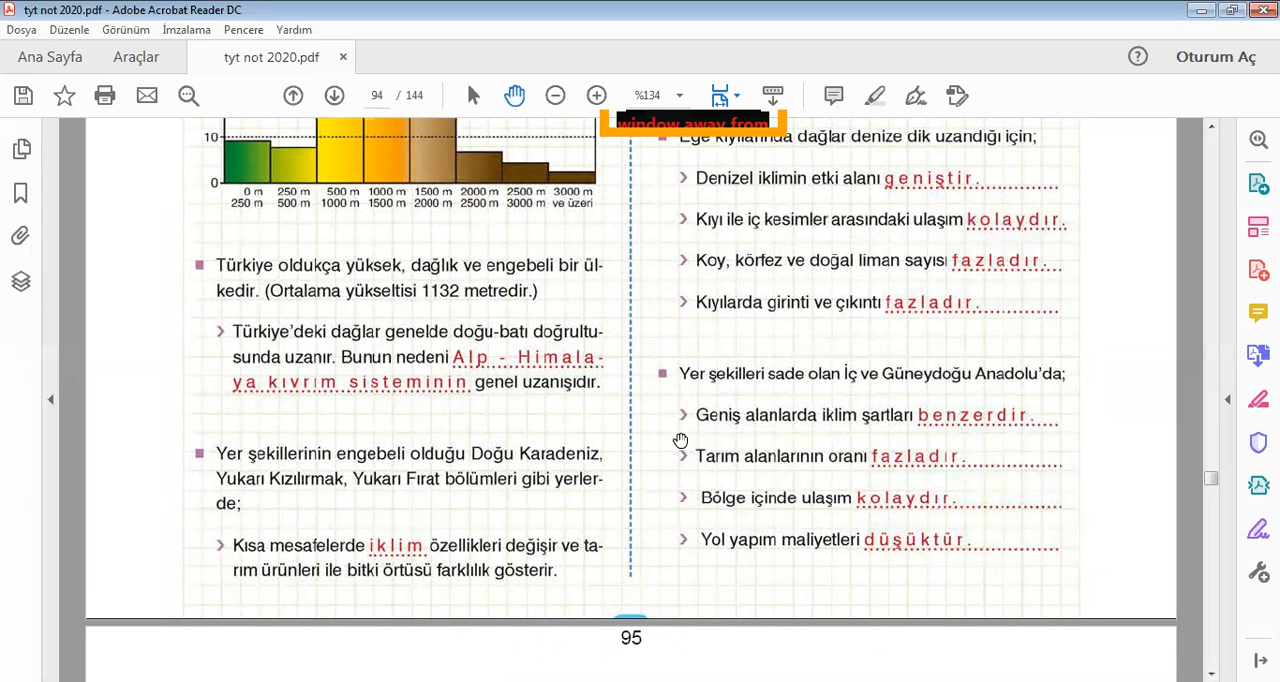 tyt not 2020.pdf - Adobe Acrobat Reader DC
Dosya Düzenle Görünüm İmzalama Pencere Yardım
Ana Sayfa Araçlar tyt not 2020.pdf × Oturum Aç
94 / 144 %134
window away from
10
0
0 m 250 m 500 m 1000 m 1500 m 2000 m 2500 m 3000 m
250 m 500 m 1000 m 1500 m 2000 m 2500 m 3000 m ve üzeri
Türkiye oldukça yüksek, dağlık ve engebeli bir ül-
kedir. (Ortalama yükseltisi 1132 metredir.)
Türkiye'deki dağlar genelde doğu-batı doğrultu-
sunda uzanır. Bunun nedeni Alp - Himala-
ya kıvrım sisteminin genel uzanışıdır.
Yer şekillerinin engebeli olduğu Doğu Karadeniz,
Yukarı Kızılırmak, Yukarı Fırat bölümleri gibi yerler-
de;
Kısa mesafelerde iklim özellikleri değişir ve ta-
rım ürünleri ile bitki örtüsü farklılık gösterir.
Ege kıyılarında dağlar denize dik uzandığı için;
Denizel iklimin etki alanı geniştir.
Kıyı ile iç kesimler arasındaki ulaşım kolaydır.
Koy, körfez ve doğal liman sayısı fazladır.
Kıyılarda girinti ve çıkıntı fazladır.
Yer şekilleri sade olan İç ve Güneydoğu Anadolu'da;
Geniş alanlarda iklim şartları benzerdir.
Tarım alanlarının oranı fazladır.
Bölge içinde ulaşım kolaydır.
Yol yapım maliyetleri düşüktür.
95